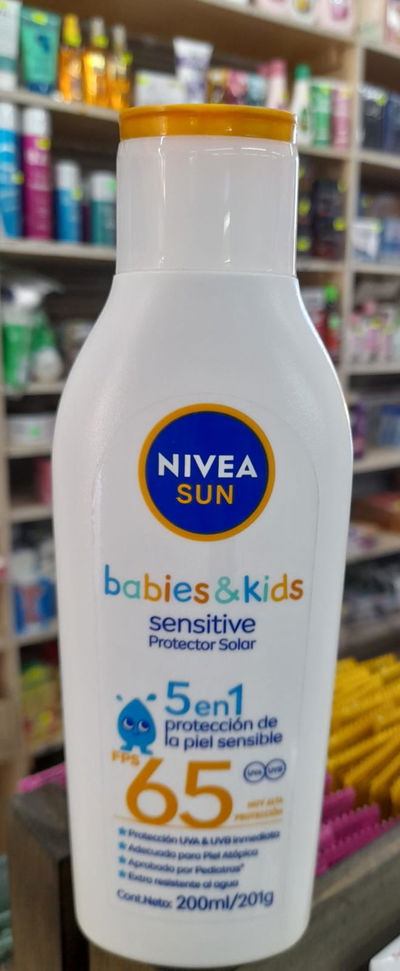 NIVEA
SUN
babies & kids
sensitive
Protector Solar
5 en 1
protección de
la piel sensible
FPS
65
UVA UVB
MUY ALTA
PROTECCIÓN
Protección UVA & UVB inmediata
Adecuado para Piel Atópica
Aprobado por Pediatras*
Extra resistente al agua
Cont.Neto: 200ml/201g